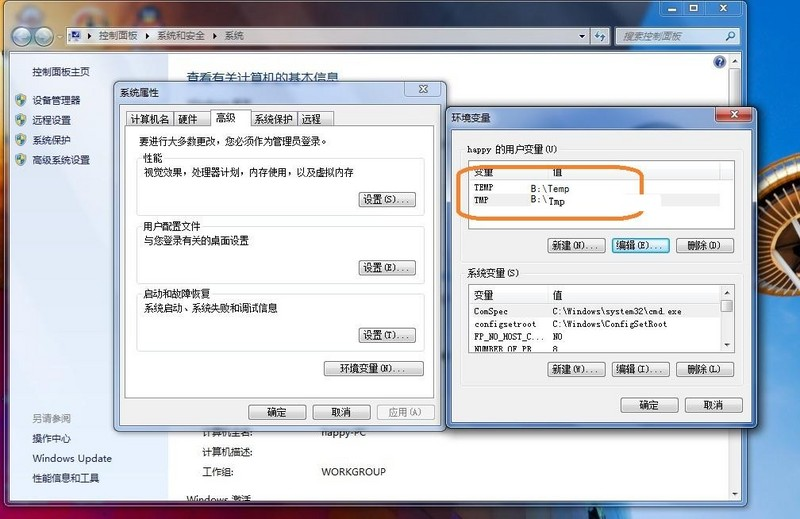 控制面板 ▸ 系统和安全 ▸ 系统
搜索控制面板
控制面板主页
设备管理器
远程设置
系统保护
高级系统设置
另请参阅
操作中心
Windows Update
性能信息和工具
查看有关计算机的基本信息
计算机全名: happy-PC
计算机描述:
工作组: WORKGROUP
Windows 激活
系统属性
计算机名 硬件 高级 系统保护 远程
要进行大多数更改，您必须作为管理员登录。
性能
视觉效果，处理器计划，内存使用，以及虚拟内存
设置(S)...
用户配置文件
与您登录有关的桌面设置
设置(E)...
启动和故障恢复
系统启动、系统失败和调试信息
设置(T)...
环境变量(N)...
确定 取消 应用(A)
环境变量
happy 的用户变量(U)
变量 值
TEMP B:\Temp
TMP B:\Tmp
新建(N)... 编辑(E)... 删除(D)
系统变量(S)
变量 值
ComSpec C:\Windows\system32\cmd.exe
configsetroot C:\Windows\ConfigSetRoot
FP_NO_HOST_C... NO
NUMBER_OF_PR... 8
新建(W)... 编辑(I)... 删除(L)
确定 取消